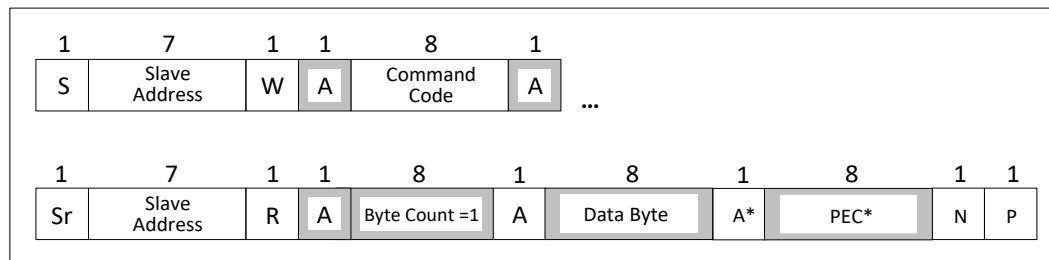 1 7 1 1 8 1
S Slave Address W A Command Code A ...
1 7 1 1 8 1 8 1 8 1 1
Sr Slave Address R A Byte Count =1 A Data Byte A* PEC* N P